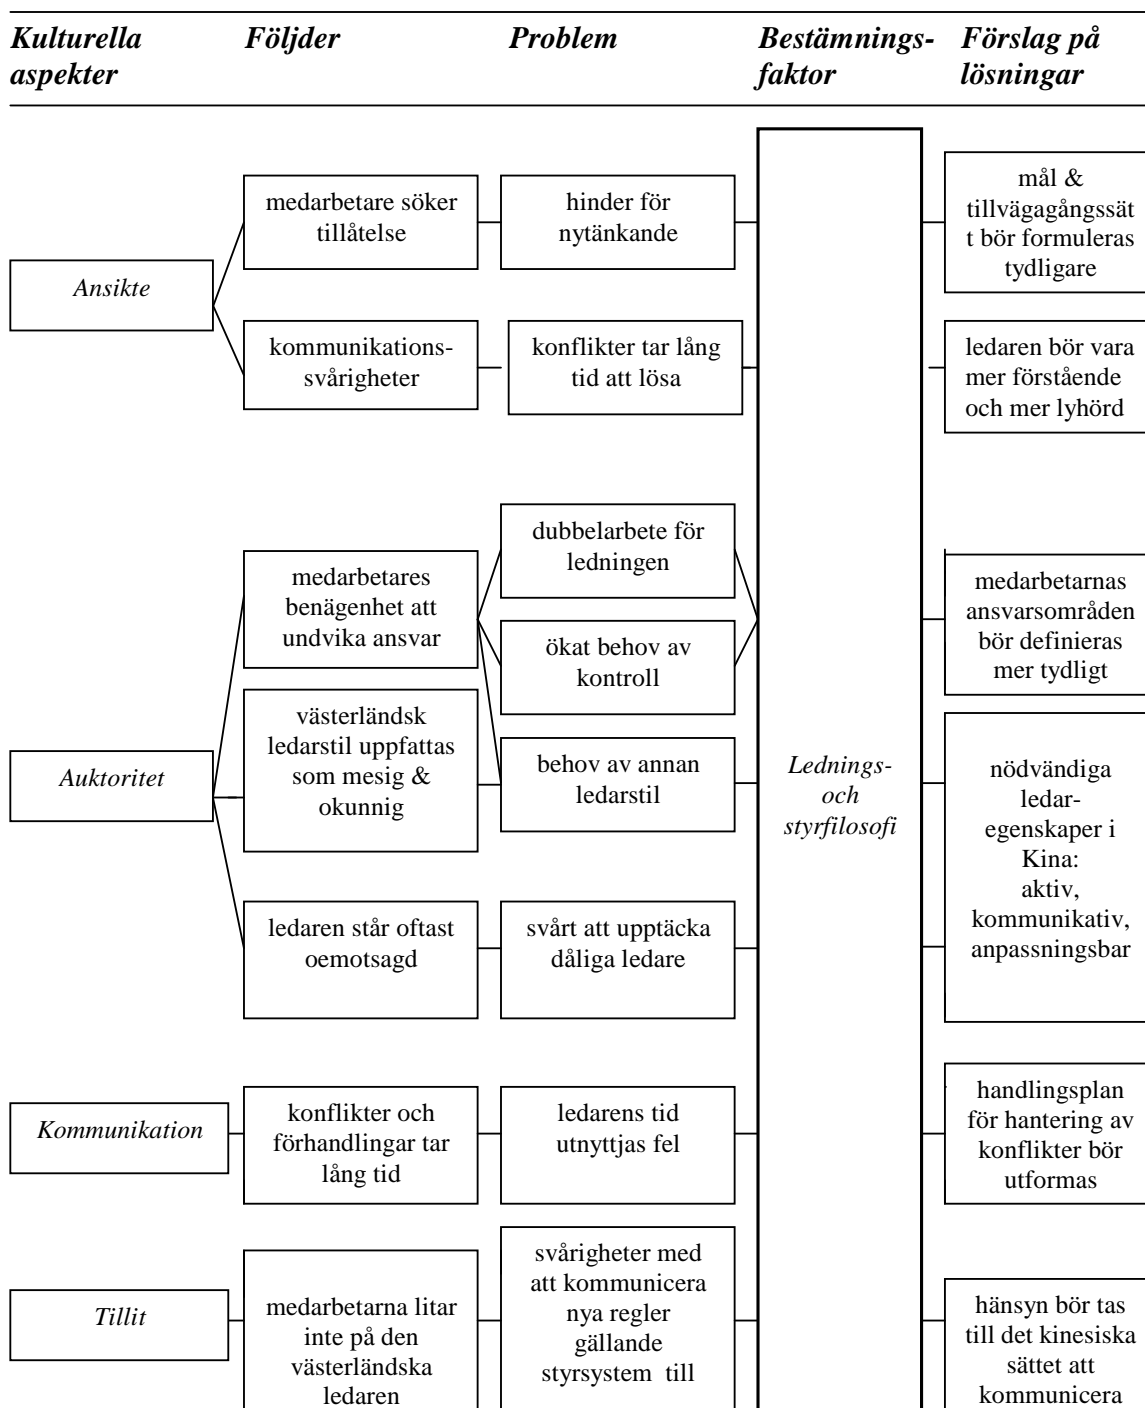 Kulturella
aspekter
Följder
Problem
Bestämnings-
faktor
Förslag på
lösningar
Ansikte
medarbetare söker
tillåtelse
hinder för
nytänkande
mål &
tillvägagångssät
t bör formuleras
tydligare
kommunikations-
svårigheter
konflikter tar lång
tid att lösa
ledaren bör vara
mer förstående
och mer lyhörd
Auktoritet
medarbetares
benägenhet att
undvika ansvar
dubbelarbete för
ledningen
ökat behov av
kontroll
medarbetarnas
ansvarsområden
bör definieras
mer tydligt
västerländsk
ledarstil uppfattas
som mesig &
okunnig
behov av annan
ledarstil
Lednings-
och
styrfilosofi
nödvändiga
ledar-
egenskaper i
Kina:
aktiv,
kommunikativ,
anpassningsbar
ledaren står oftast
oemotsagd
svårt att upptäcka
dåliga ledare
Kommunikation
konflikter och
förhandlingar tar
lång tid
ledarens tid
utnyttjas fel
handlingsplan
för hantering av
konflikter bör
utformas
Tillit
medarbetarna litar
inte på den
västerländska
ledaren
svårigheter med
att kommunicera
nya regler
gällande
styrsystem till
hänsyn bör tas
till det kinesiska
sättet att
kommunicera